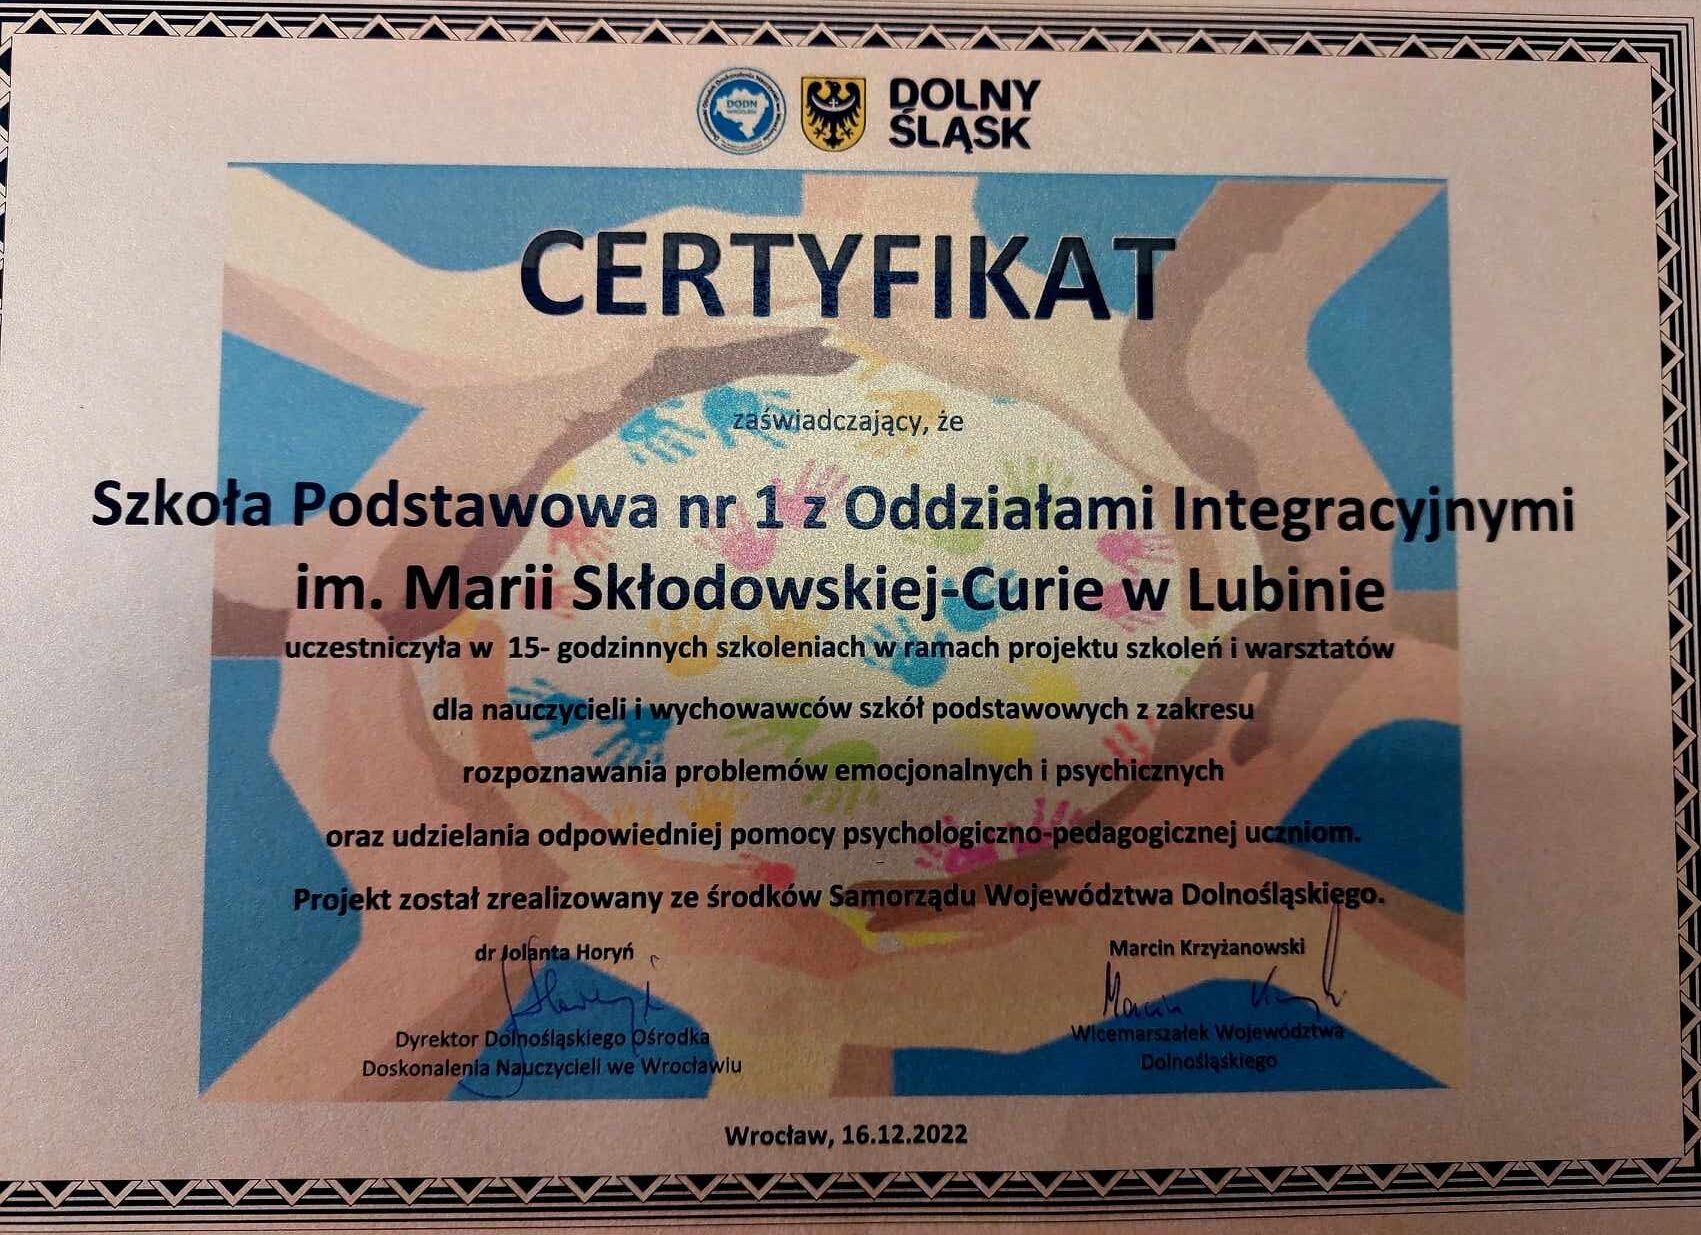 DODN
WROCŁAW
DOLNY
ŚLĄSK
CERTYFIKAT
zaświadczający, że
Szkoła Podstawowa nr 1 z Oddziałami Integracyjnymi
im. Marii Skłodowskiej-Curie w Lubinie
uczestniczyła w 15- godzinnych szkoleniach w ramach projektu szkoleń i warsztatów
dla nauczycieli i wychowawców szkół podstawowych z zakresu
rozpoznawania problemów emocjonalnych i psychicznych
oraz udzielania odpowiedniej pomocy psychologiczno-pedagogicznej uczniom.
Projekt został zrealizowany ze środków Samorządu Województwa Dolnośląskiego.
dr Jolanta Horyń
Dyrektor Dolnośląskiego Ośrodka
Doskonalenia Nauczycieli we Wrocławiu
Marcin Krzyżanowski
Wicemarszałek Województwa
Dolnośląskiego
Wrocław, 16.12.2022